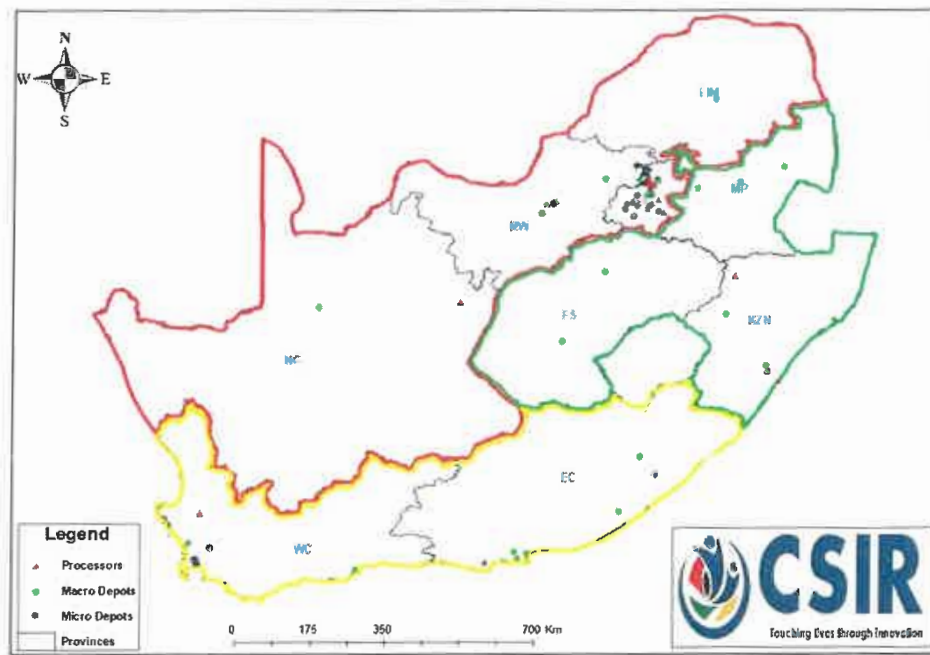 N
W E
S
MP
NW
FS
KZN
NC
EC
WC
Legend
Processors
Macro Depots
Micro Depots
Provinces
0 175 350 700 Km
CSIR
Touching lives through innovation